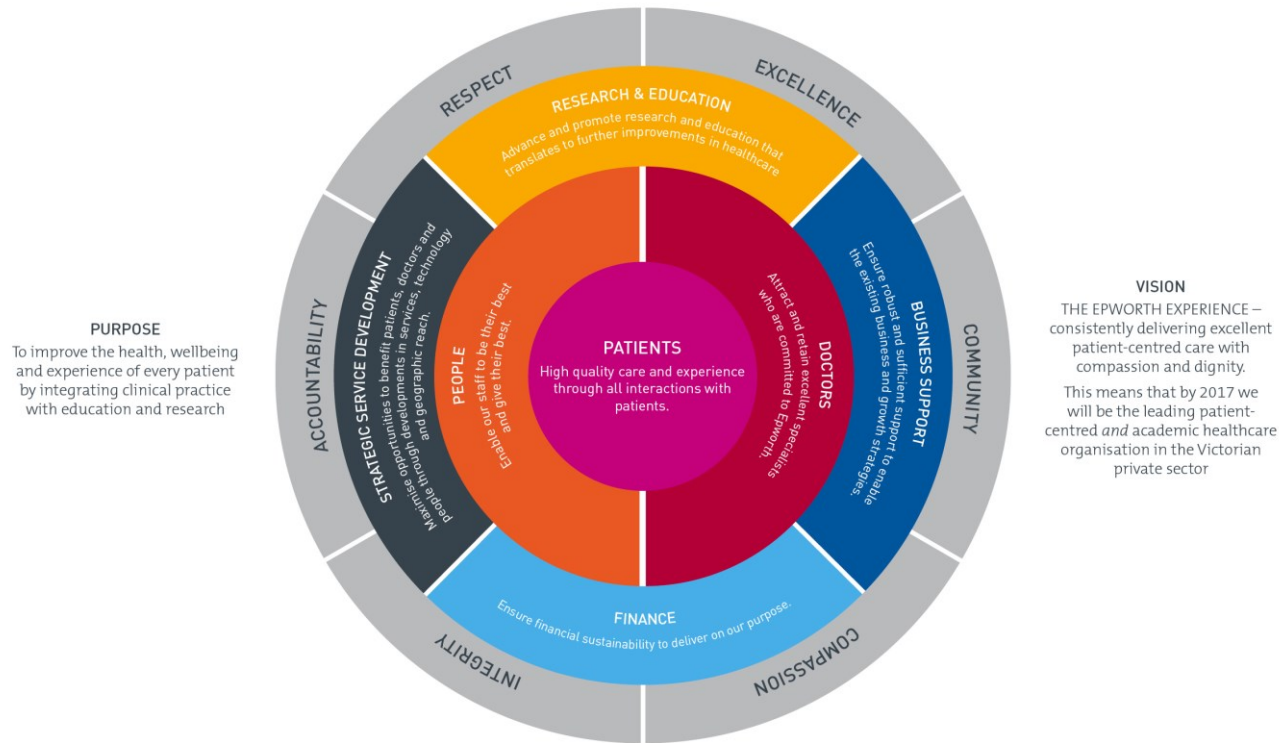 RESPECT
EXCELLENCE
RESEARCH & EDUCATION
Advance and promote research and education that
translates to further improvements in healthcare
ACCOUNTABILITY
STRATEGIC SERVICE DEVELOPMENT
Maximise opportunities to benefit patients, doctors and
people through developments in services, technology
and geographic reach.
PEOPLE
Enable our staff to be their best
and give their best.
PATIENTS
High quality care and experience
through all interactions with
patients.
DOCTORS
Attract and retain excellent specialists
who are committed to Epworth.
BUSINESS SUPPORT
Ensure robust and sufficient support to enable
the existing business and growth strategies.
COMMUNITY
FINANCE
Ensure financial sustainability to deliver on our purpose.
INTEGRITY
COMPASSION
PURPOSE
To improve the health, wellbeing
and experience of every patient
by integrating clinical practice
with education and research
VISION
THE EPWORTH EXPERIENCE –
consistently delivering excellent
patient-centred care with
compassion and dignity.
This means that by 2017 we
will be the leading patient-
centred and academic healthcare
organisation in the Victorian
private sector